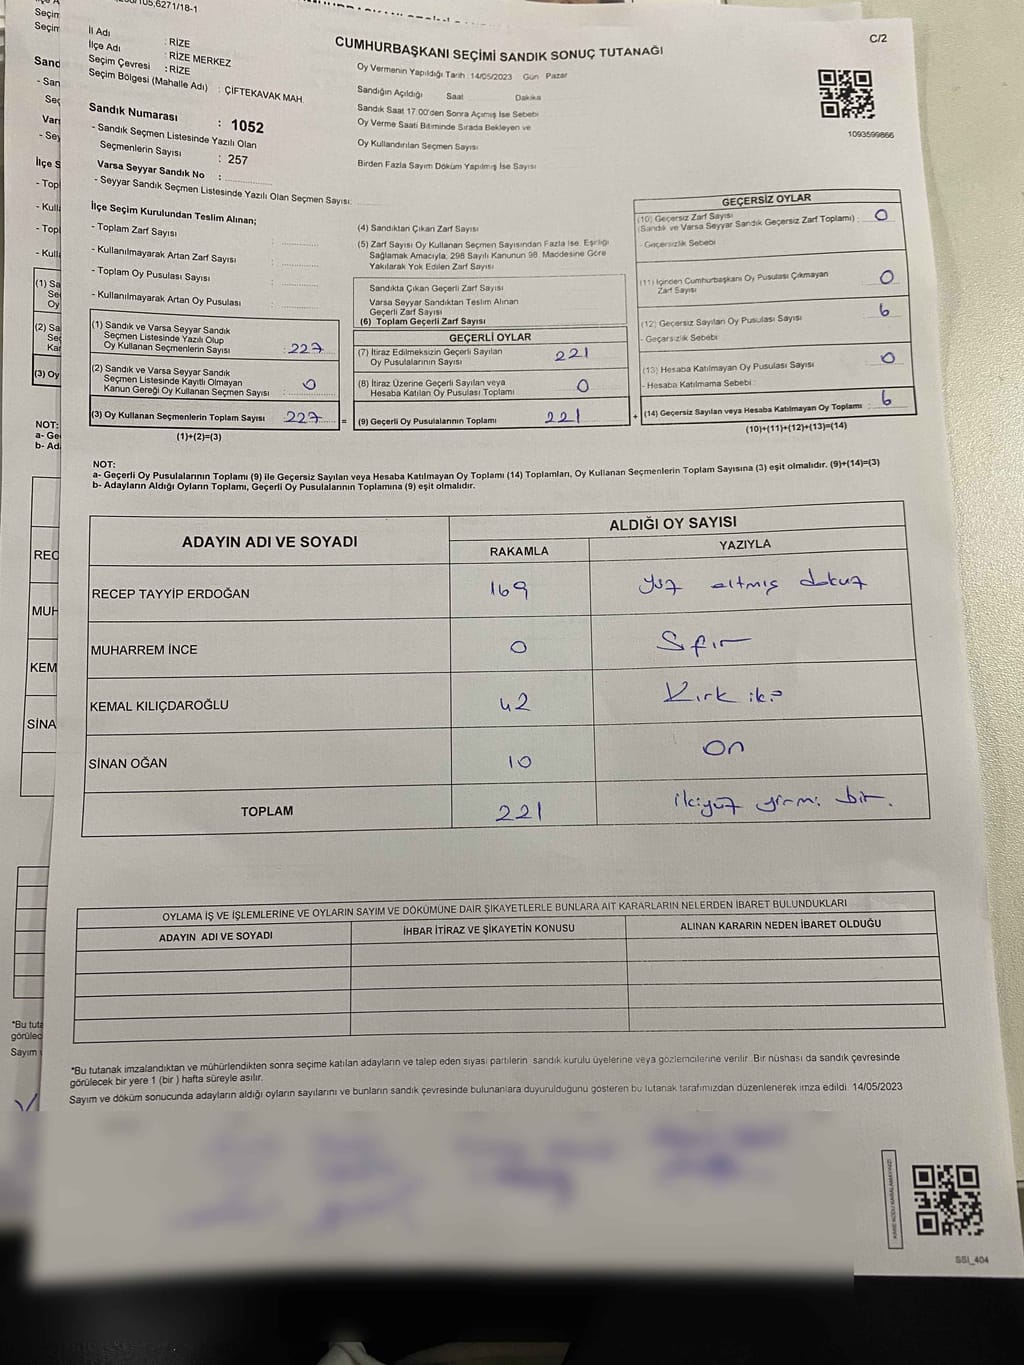 105,6271/18-1
C/2
İl Adı : RİZE
İlçe Adı : RİZE MERKEZ
Seçim Çevresi : RİZE
Seçim Bölgesi (Mahalle Adı) : ÇİFTEKAVAK MAH
Sandık Numarası : 1052
- Sandık Seçmen Listesinde Yazılı Olan
Seçmenlerin Sayısı : 257
Varsa Seyyar Sandık No :
- Seyyar Sandık Seçmen Listesinde Yazılı Olan Seçmen Sayısı:
CUMHURBAŞKANI SEÇİMİ SANDIK SONUÇ TUTANAĞI
Oy Vermenin Yapıldığı Tarih : 14/05/2023 Gün Pazar
Sandığın Açıldığı Saat Dakika
Sandık Saat 17:00'den Sonra Açımış İse Sebebi
Oy Verme Saati Bitiminde Sırada Bekleyen ve
Oy Kullandırılan Seçmen Sayısı
Birden Fazla Sayım Döküm Yapılmış İse Sayısı
1093599866
İlçe Seçim Kurulundan Teslim Alınan;
- Toplam Zarf Sayısı
- Kullanılmayarak Artan Zarf Sayısı
- Toplam Oy Pusulası Sayısı
- Kullanılmayarak Artan Oy Pusulası
(1) Sandık ve Varsa Seyyar Sandık
Seçmen Listesinde Yazılı Olup
Oy Kullanan Seçmenlerin Sayısı : 227
(2) Sandık ve Varsa Seyyar Sandık
Seçmen Listesinde Kayıtlı Olmayan
Kanun Gereği Oy Kullanan Seçmen Sayısı : 0
(3) Oy Kullanan Seçmenlerin Toplam Sayısı : 227 =
(1)+(2)=(3)
(4) Sandıktan Çıkan Zarf Sayısı
(5) Zarf Sayısı Oy Kullanan Seçmen Sayısından Fazla İse, Eşitliği
Sağlamak Amacıyla; 298 Sayılı Kanunun 98. Maddesine Göre
Yakılarak Yok Edilen Zarf Sayısı
Sandıkta Çıkan Geçerli Zarf Sayısı
Varsa Seyyar Sandıktan Teslim Alınan
Geçerli Zarf Sayısı
(6) Toplam Geçerli Zarf Sayısı
GEÇERLİ OYLAR
(7) İtiraz Edilmeksizin Geçerli Sayılan
Oy Pusulalarının Sayısı 221
(8) İtiraz Üzerine Geçerli Sayılan veya
Hesaba Katılan Oy Pusulası Toplamı 0
(9) Geçerli Oy Pusulalarının Toplamı 221 +
GEÇERSİZ OYLAR
(10) Geçersiz Zarf Sayısı
(Sandık ve Varsa Seyyar Sandık Geçersiz Zarf Toplamı) : 0
- Geçersizlik Sebebi
(11) İçinden Cumhurbaşkanı Oy Pusulası Çıkmayan
Zarf Sayısı 0
(12) Geçersiz Sayılan Oy Pusulası Sayısı 6
- Geçersizlik Sebebi
(13) Hesaba Katılmayan Oy Pusulası Sayısı 0
- Hesaba Katılmama Sebebi
(14) Geçersiz Sayılan veya Hesaba Katılmayan Oy Toplamı : 6
(10)+(11)+(12)+(13)=(14)
NOT:
a- Geçerli Oy Pusulalarının Toplamı (9) ile Geçersiz Sayılan veya Hesaba Katılmayan Oy Toplamı (14) Toplamları, Oy Kullanan Seçmenlerin Toplam Sayısına (3) eşit olmalıdır. (9)+(14)=(3)
b- Adayların Aldığı Oyların Toplamı, Geçerli Oy Pusulalarının Toplamına (9) eşit olmalıdır.
ADAYIN ADI VE SOYADI ALDIĞI OY SAYISI
RAKAMLA YAZIYLA
RECEP TAYYİP ERDOĞAN 169 yüz altmış dokuz
MUHARREM İNCE 0 Sıfır
KEMAL KILIÇDAROĞLU 42 Kırk iki
SİNAN OĞAN 10 On
TOPLAM 221 ikiyüz yirmi bir.
OYLAMA İŞ VE İŞLEMLERİNE VE OYLARIN SAYIM VE DÖKÜMÜNE DAİR ŞİKAYETLERLE BUNLARA AİT KARARLARIN NELERDEN İBARET BULUNDUKLARI
ADAYIN ADI VE SOYADI İHBAR İTİRAZ VE ŞİKAYETİN KONUSU ALINAN KARARIN NEDEN İBARET OLDUĞU
*Bu tutanak imzalandıktan ve mühürlendikten sonra seçime katılan adayların ve talep eden siyasi partilerin sandık kurulu üyelerine veya gözlemcilerine verilir. Bir nüshası da sandık çevresinde
görülecek bir yere 1 (bir ) hafta süreyle asılır.
Sayım ve döküm sonucunda adayların aldığı oyların sayılarını ve bunların sandık çevresinde bulunanlara duyurulduğunu gösteren bu tutanak tarafımızdan düzenlenerek imza edildi. 14/05/2023
KARE KODU KARALAMAYINIZ!
SSI_404